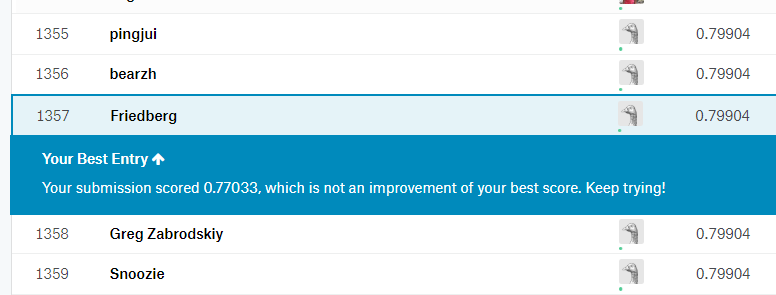 1355 pingjui 0.79904
1356 bearzh 0.79904
1357 Friedberg 0.79904
Your Best Entry
Your submission scored 0.77033, which is not an improvement of your best score. Keep trying!
1358 Greg Zabrodskiy 0.79904
1359 Snoozie 0.79904